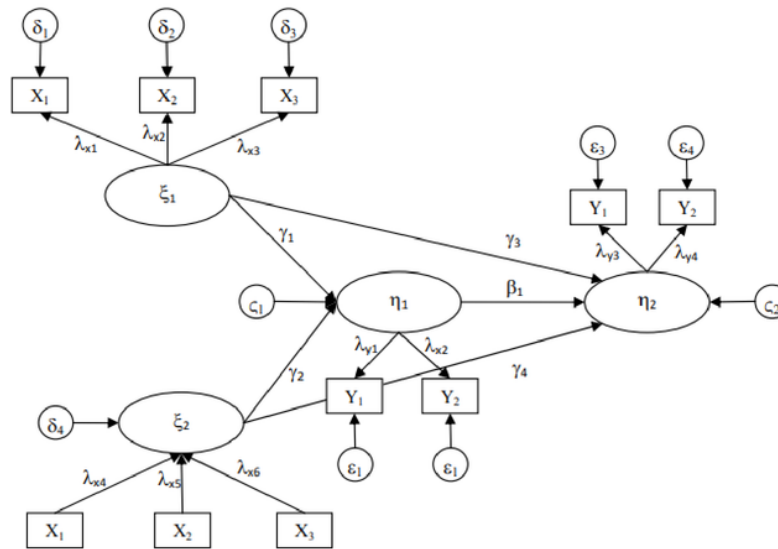 δ₁ δ₂ δ₃
X₁ X₂ X₃
λₓ₁ λₓ₂ λₓ₃
ξ₁
ε₃ ε₄
Y₁ Y₂
λy₃ λy₄
γ₁ γ₃
ς₁ η₁ β₁ η₂ ς₂
λy₁ λₓ₂
γ₂ γ₄
Y₁ Y₂
δ₄ ξ₂
ε₁ ε₁
λₓ₄ λₓ₅ λₓ₆
X₁ X₂ X₃